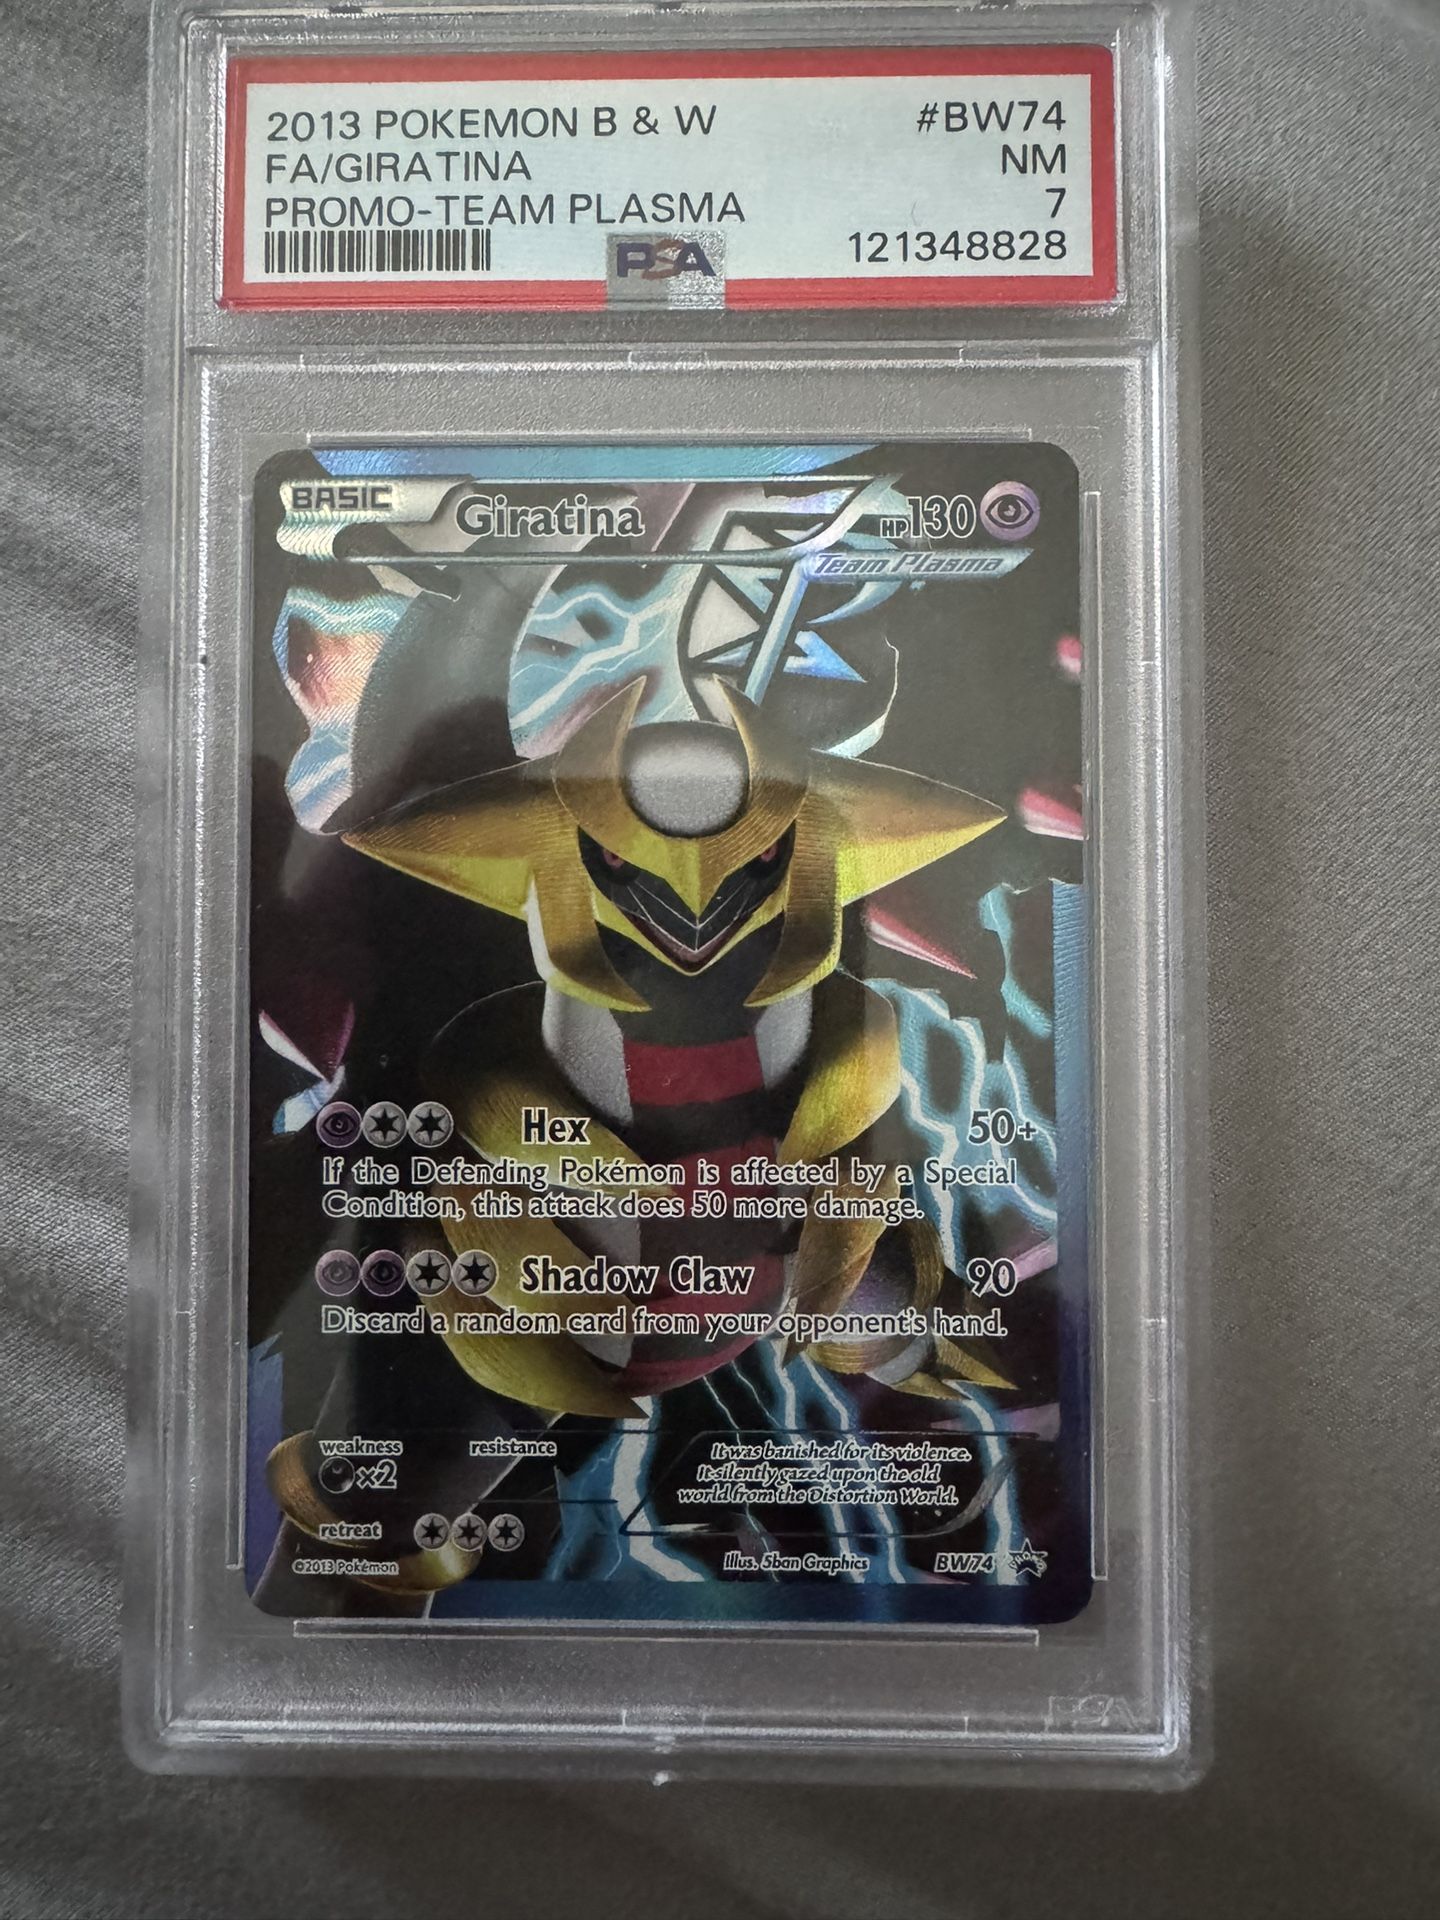 2013 POKEMON B & W #BW74
FA/GIRATINA NM
PROMO-TEAM PLASMA 7
PSA 121348828
BASIC Giratina HP130
Team Plasma
Hex 50+
If the Defending Pokémon is affected by a Special
Condition, this attack does 50 more damage.
Shadow Claw 90
Discard a random card from your opponent's hand.
weakness resistance
×2
It was banished for its violence.
It silently gazed upon the old
world from the Distortion World.
retreat
©2013 Pokémon Illus. 5ban Graphics BW74 PROMO
PSA